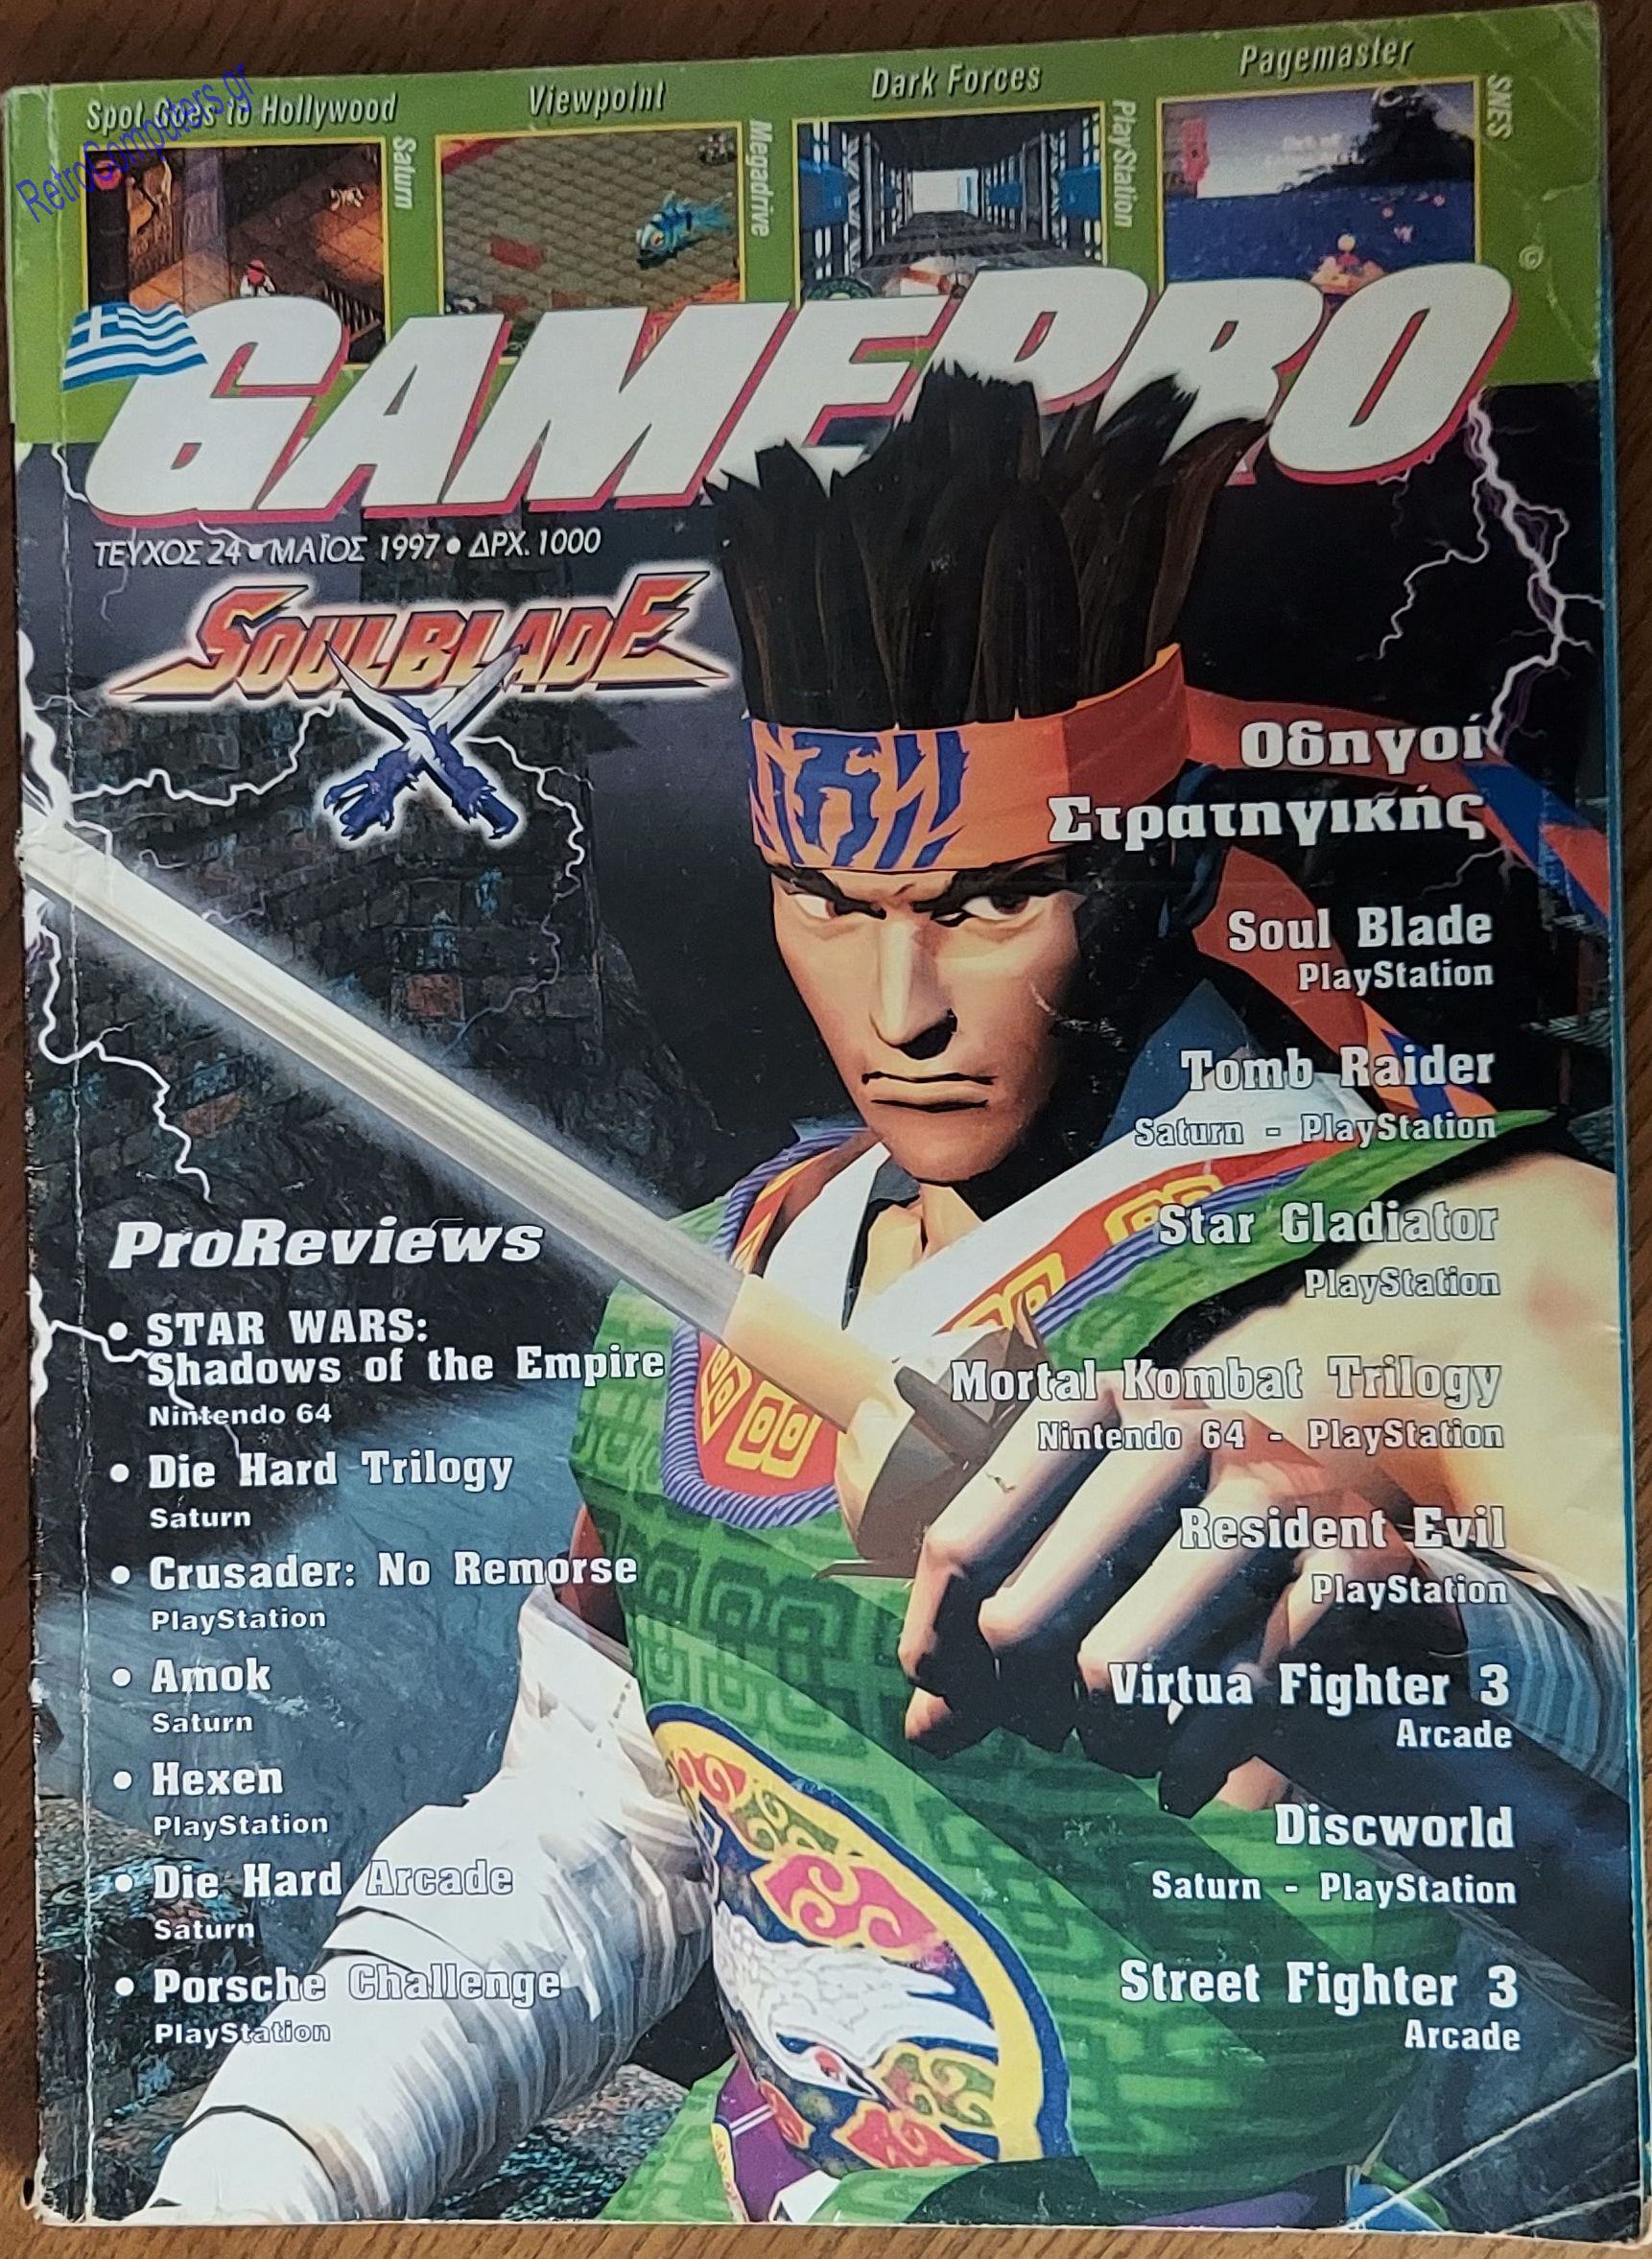 RetroComputers.gr
Spot Goes to Hollywood
Saturn
Viewpoint
Megadrive
Dark Forces
PlayStation
Pagemaster
SNES
©
GAMEPRO
ΤΕΥΧΟΣ 24 • ΜΑΪΟΣ 1997 • ΔΡΧ. 1000
SOULBLADE
Οδηγοί
Στρατηγικής
Soul Blade
PlayStation
Tomb Raider
Saturn - PlayStation
Star Gladiator
PlayStation
Mortal Kombat Trilogy
Nintendo 64 - PlayStation
Resident Evil
PlayStation
Virtua Fighter 3
Arcade
Discworld
Saturn - PlayStation
Street Fighter 3
Arcade
ProReviews
• STAR WARS:
Shadows of the Empire
Nintendo 64
• Die Hard Trilogy
Saturn
• Crusader: No Remorse
PlayStation
• Amok
Saturn
• Hexen
PlayStation
• Die Hard Arcade
Saturn
• Porsche Challenge
PlayStation